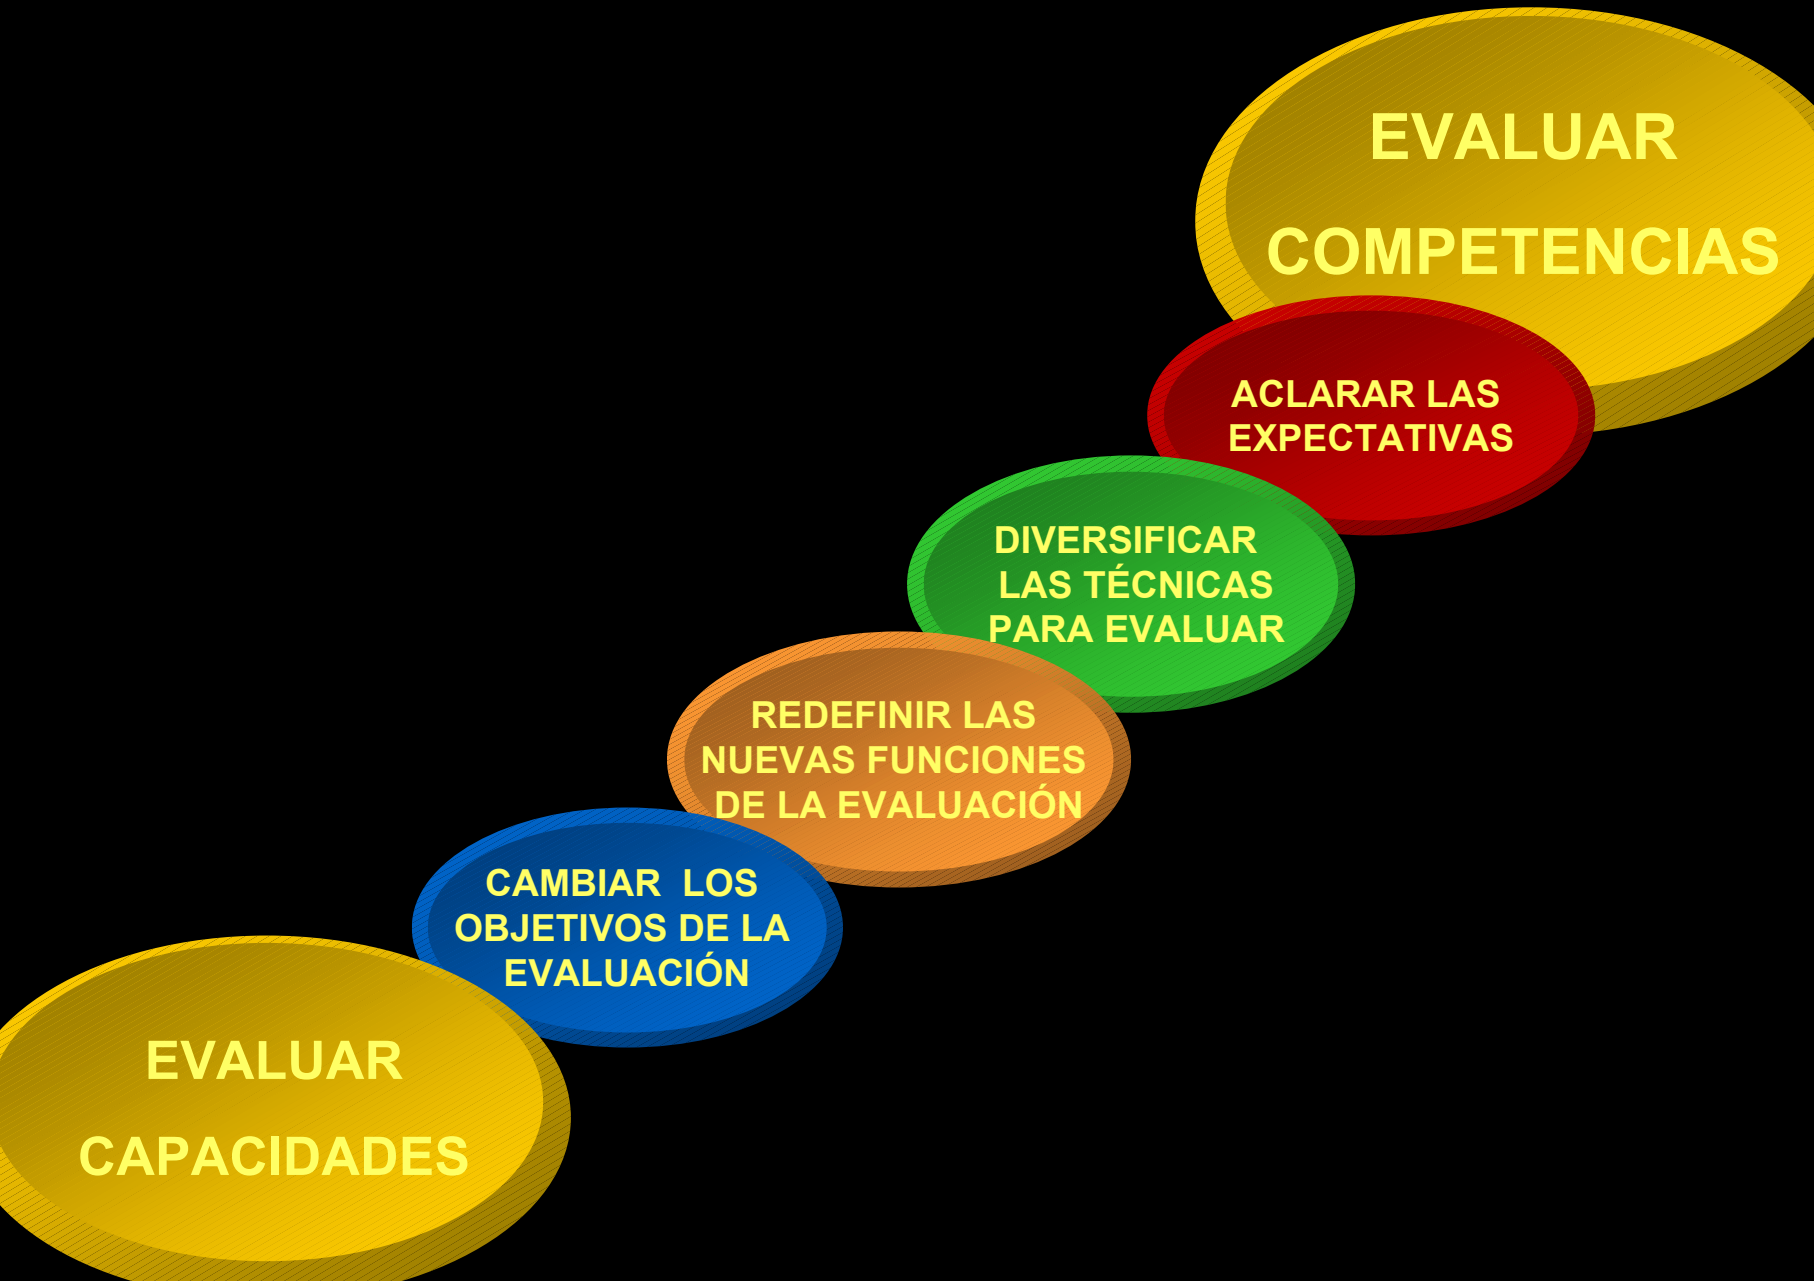 EVALUAR
COMPETENCIAS
ACLARAR LAS
EXPECTATIVAS
DIVERSIFICAR
LAS TÉCNICAS
PARA EVALUAR
REDEFINIR LAS
NUEVAS FUNCIONES
DE LA EVALUACIÓN
CAMBIAR LOS
OBJETIVOS DE LA
EVALUACIÓN
EVALUAR
CAPACIDADES